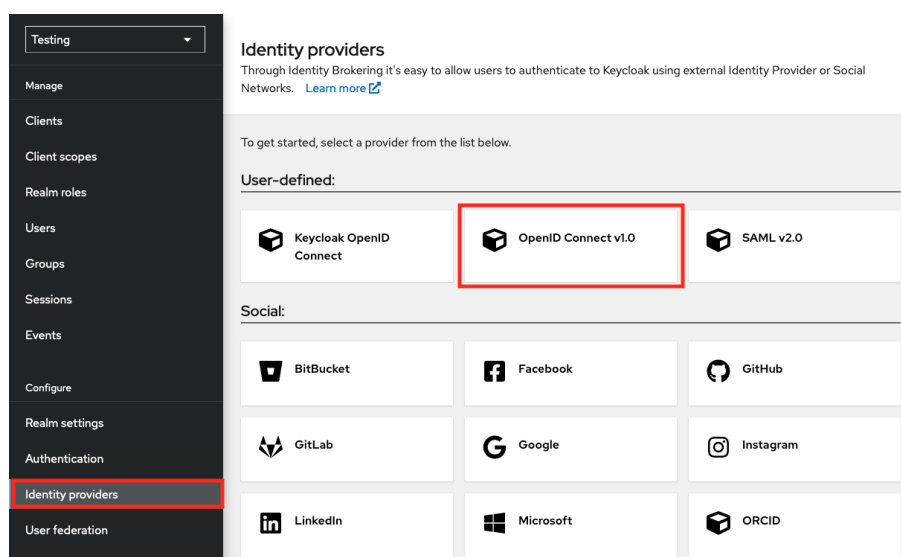 Testing
Manage
Clients
Client scopes
Realm roles
Users
Groups
Sessions
Events
Configure
Realm settings
Authentication
Identity providers
User federation
Identity providers
Through Identity Brokering it's easy to allow users to authenticate to Keycloak using external Identity Provider or Social
Networks. Learn more
To get started, select a provider from the list below.
User-defined:
Keycloak OpenID
Connect
OpenID Connect v1.0
SAML v2.0
Social:
BitBucket
Facebook
GitHub
GitLab
Google
Instagram
LinkedIn
Microsoft
ORCID